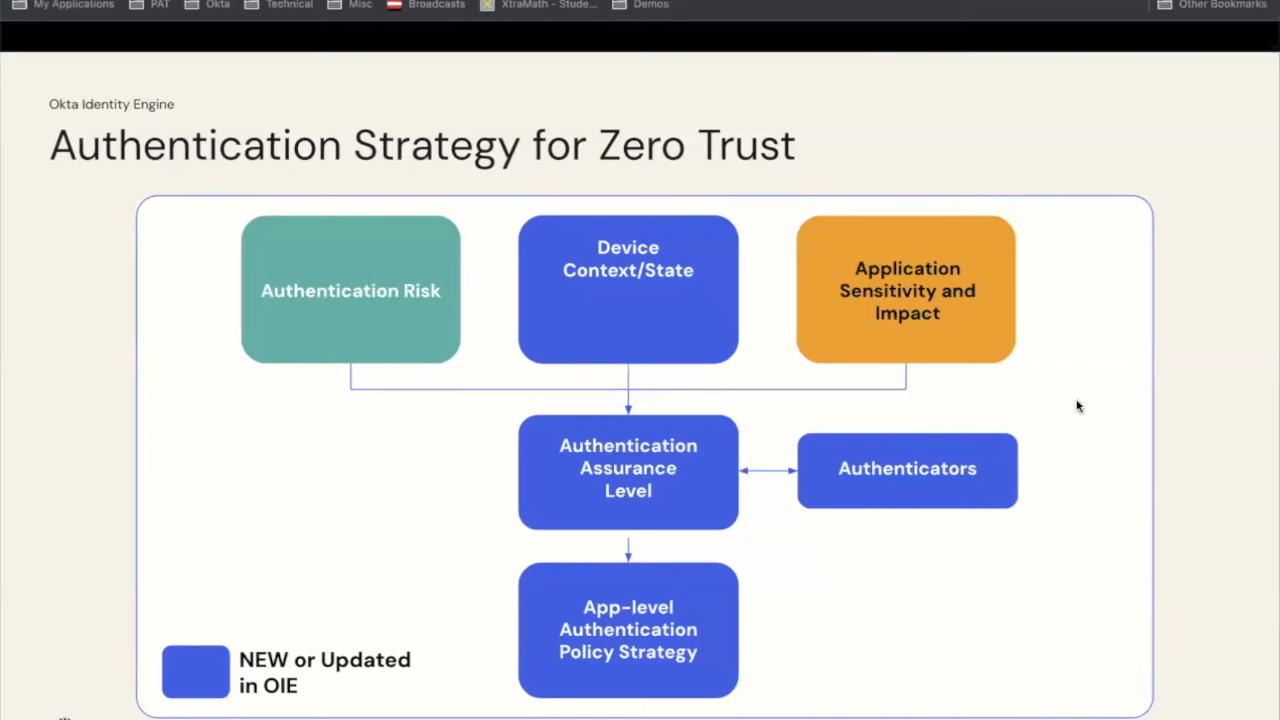 My Applications PAT Okta Technical Misc Broadcasts XtraMath - Stude... Demos Other Bookmarks
Okta Identity Engine
Authentication Strategy for Zero Trust
Authentication Risk
Device
Context/State
Application
Sensitivity and
Impact
Authentication
Assurance
Level
Authenticators
App-level
Authentication
Policy Strategy
NEW or Updated
in OIE